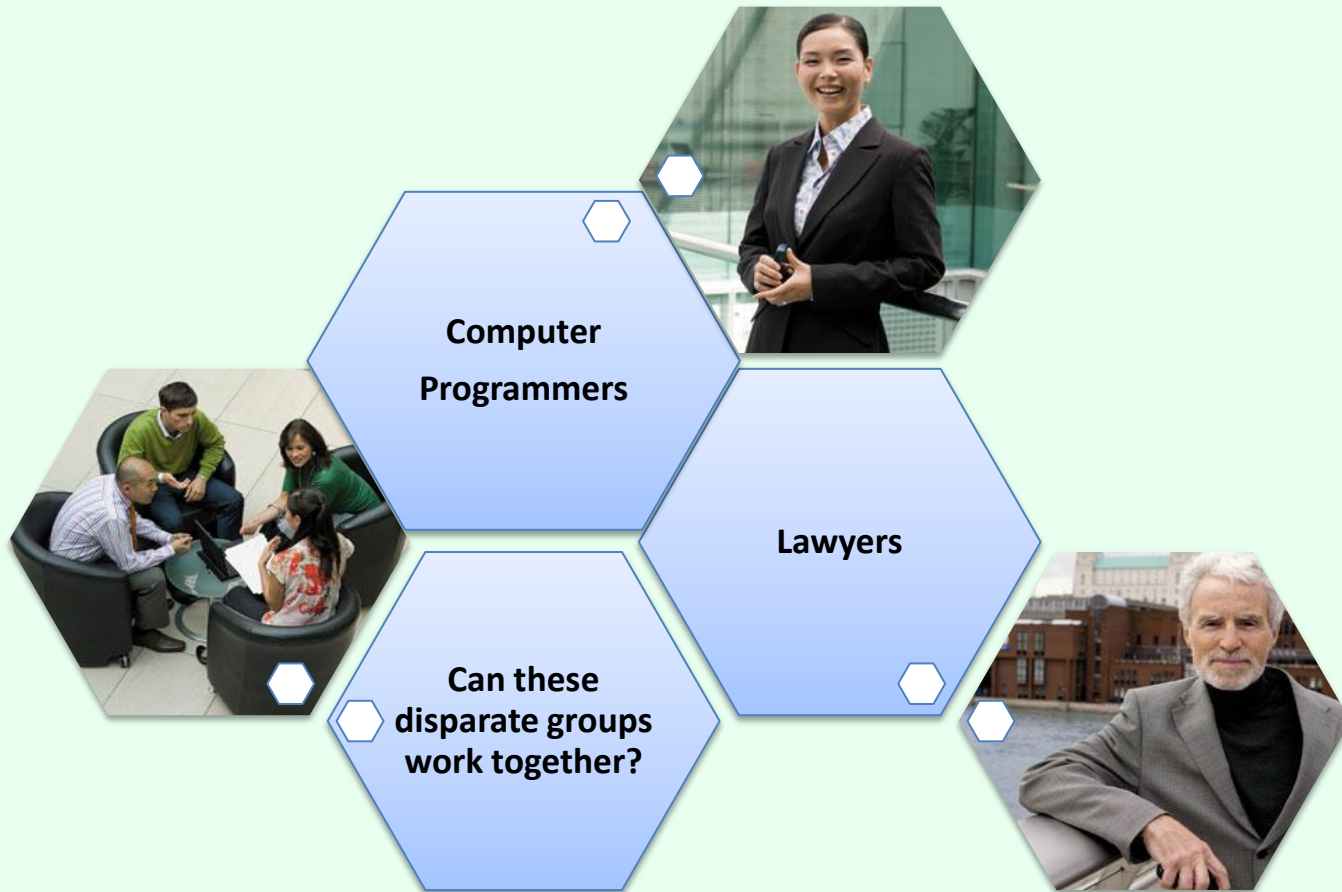 Computer
Programmers
Lawyers
Can these
disparate groups
work together?